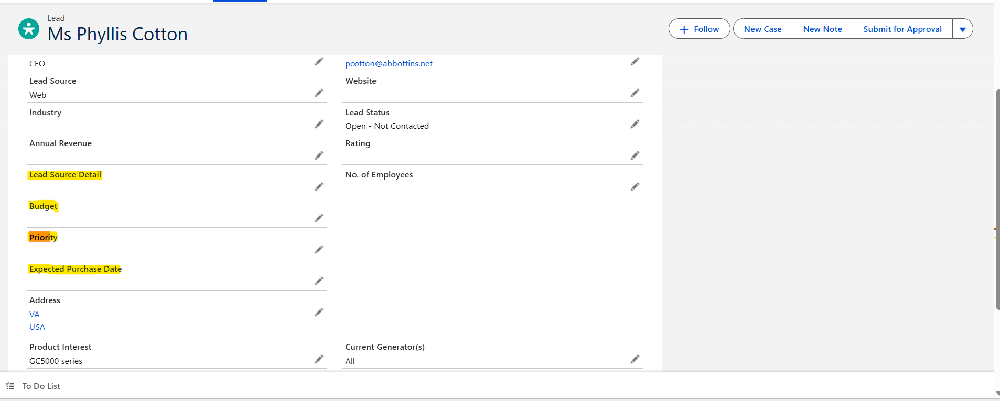 Lead
Ms Phyllis Cotton
Follow
New Case
New Note
Submit for Approval
CFO
pcotton@abbottins.net
Lead Source
Website
Web
Industry
Lead Status
Open - Not Contacted
Annual Revenue
Rating
Lead Source Detail
No. of Employees
Budget
Priority
Expected Purchase Date
Address
VA
USA
Product Interest
Current Generator(s)
GC5000 series
All
To Do List